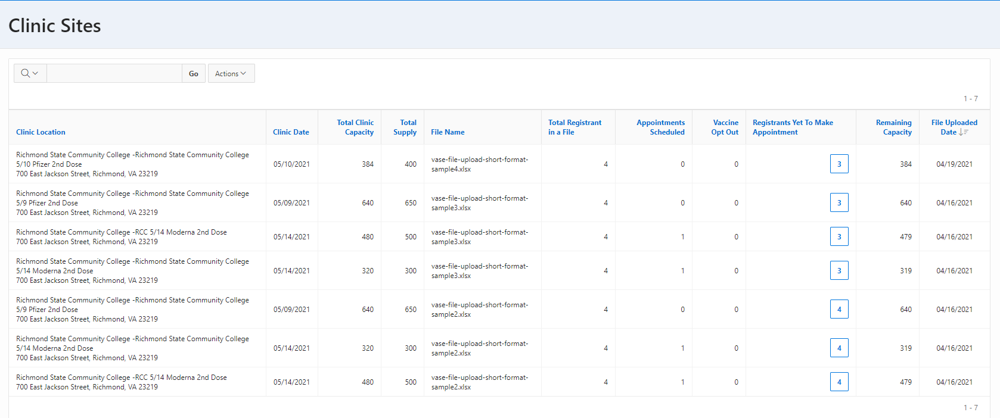 Clinic Sites
Go
Actions
1 - 7
Clinic Location
Clinic Date
Total Clinic
Capacity
Total
Supply
File Name
Total Registrant
in a File
Appointments
Scheduled
Vaccine
Opt Out
Registrants Yet To Make
Appointment
Remaining
Capacity
File Uploaded
Date
Richmond State Community College -Richmond State Community College
5/10 Pfizer 2nd Dose
700 East Jackson Street, Richmond, VA 23219
05/10/2021
384
400
vase-file-upload-short-format-
sample4.xlsx
4
0
0
3
384
04/19/2021
Richmond State Community College -Richmond State Community College
5/9 Pfizer 2nd Dose
700 East Jackson Street, Richmond, VA 23219
05/09/2021
640
650
vase-file-upload-short-format-
sample3.xlsx
4
0
0
3
640
04/16/2021
Richmond State Community College -RCC 5/14 Moderna 2nd Dose
700 East Jackson Street, Richmond, VA 23219
05/14/2021
480
500
vase-file-upload-short-format-
sample3.xlsx
4
1
0
3
479
04/16/2021
Richmond State Community College -Richmond State Community College
5/14 Moderna 2nd Dose
700 East Jackson Street, Richmond, VA 23219
05/14/2021
320
300
vase-file-upload-short-format-
sample3.xlsx
4
1
0
3
319
04/16/2021
Richmond State Community College -Richmond State Community College
5/9 Pfizer 2nd Dose
700 East Jackson Street, Richmond, VA 23219
05/09/2021
640
650
vase-file-upload-short-format-
sample2.xlsx
4
0
0
4
640
04/16/2021
Richmond State Community College -Richmond State Community College
5/14 Moderna 2nd Dose
700 East Jackson Street, Richmond, VA 23219
05/14/2021
320
300
vase-file-upload-short-format-
sample2.xlsx
4
1
0
4
319
04/16/2021
Richmond State Community College -RCC 5/14 Moderna 2nd Dose
700 East Jackson Street, Richmond, VA 23219
05/14/2021
480
500
vase-file-upload-short-format-
sample2.xlsx
4
1
0
4
479
04/16/2021
1 - 7